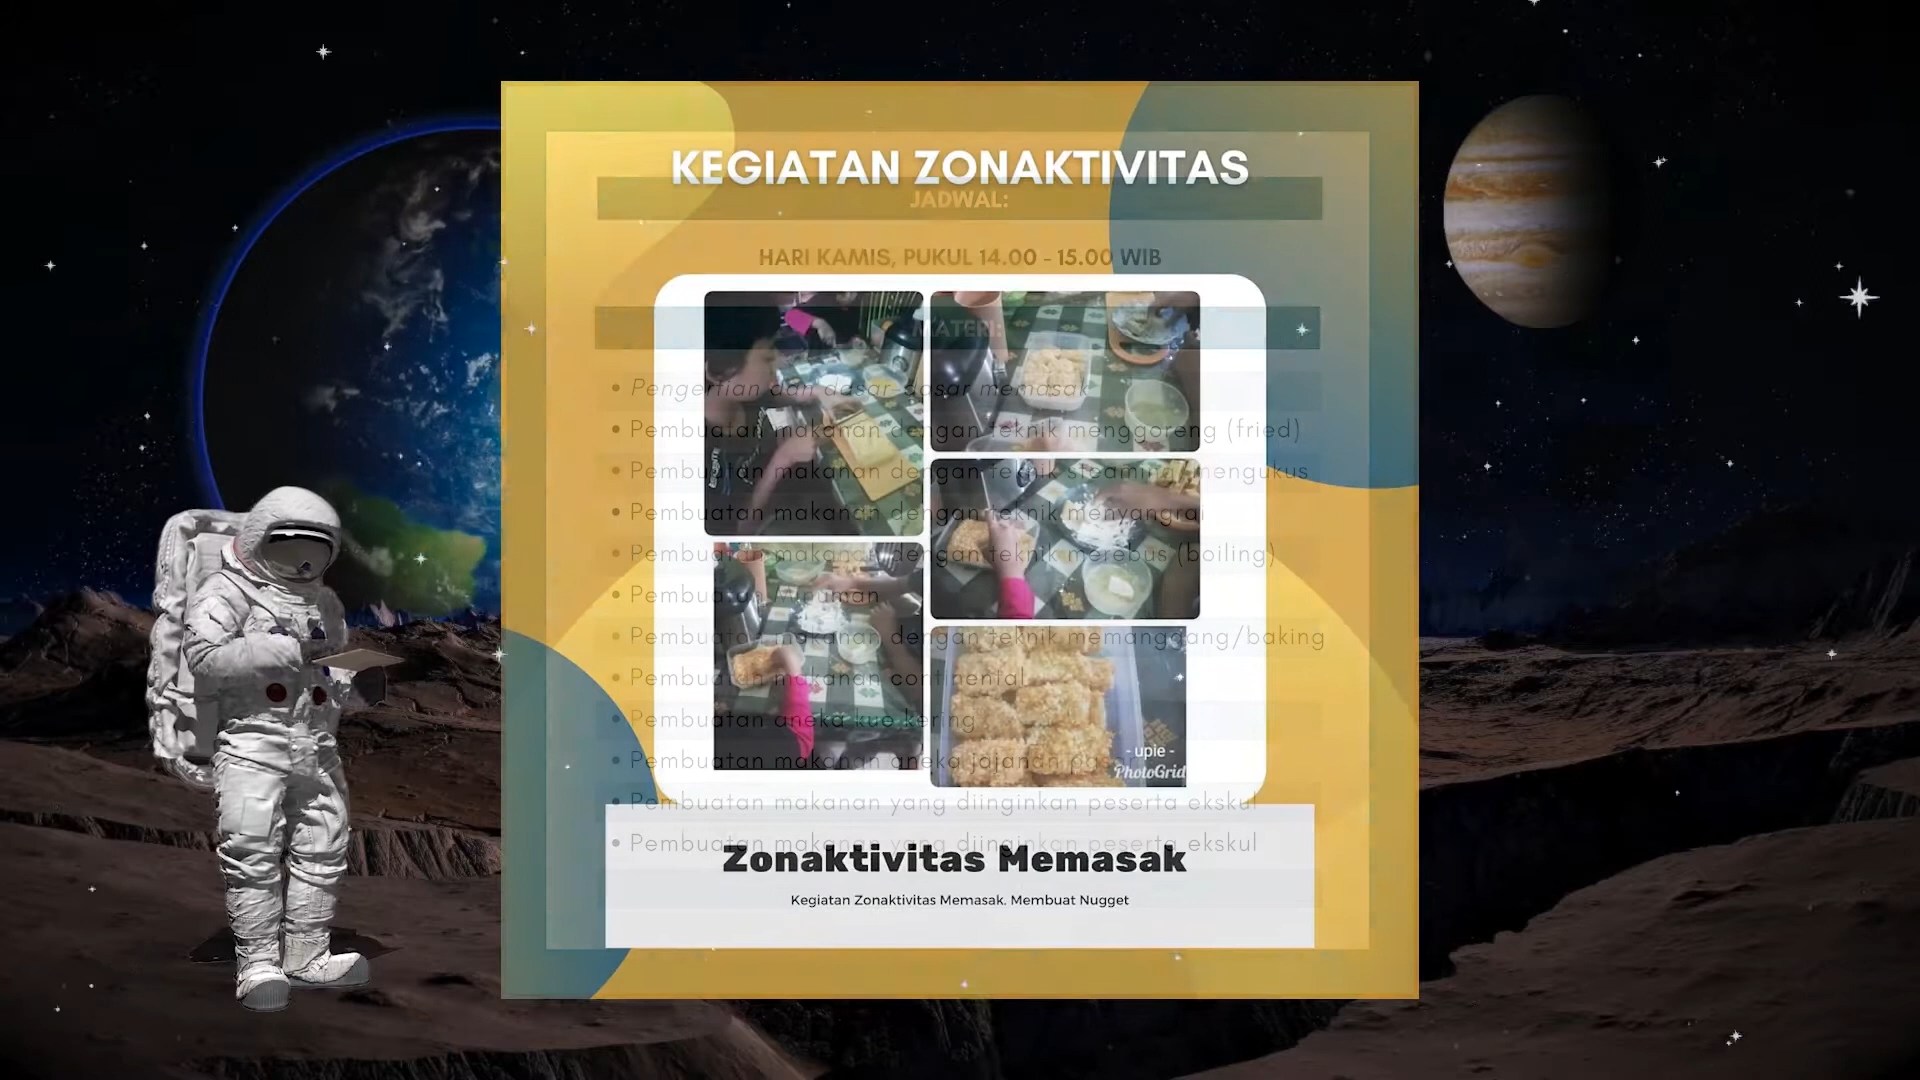 KEGIATAN ZONAKTIVITAS
JADWAL:
HARI KAMIS, PUKUL 14.00 - 15.00 WIB
MATERI:
• Pengertian dan dasar-dasar memasak
• Pembuatan makanan dengan teknik menggoreng (fried)
• Pembuatan makanan dengan teknik steaming/mengukus
• Pembuatan makanan dengan teknik menyangrai
• Pembuatan makanan dengan teknik merebus (boiling)
• Pembuatan Minuman
• Pembuatan makanan dengan teknik memanggang/baking
• Pembuatan makanan continental
• Pembuatan aneka kue kering
• Pembuatan makanan aneka jajanan
• Pembuatan makanan yang diinginkan peserta ekskul
• Pembuatan makanan yang diinginkan peserta ekskul
- upie -
PhotoGrid
Zonaktivitas Memasak
Kegiatan Zonaktivitas Memasak. Membuat Nugget